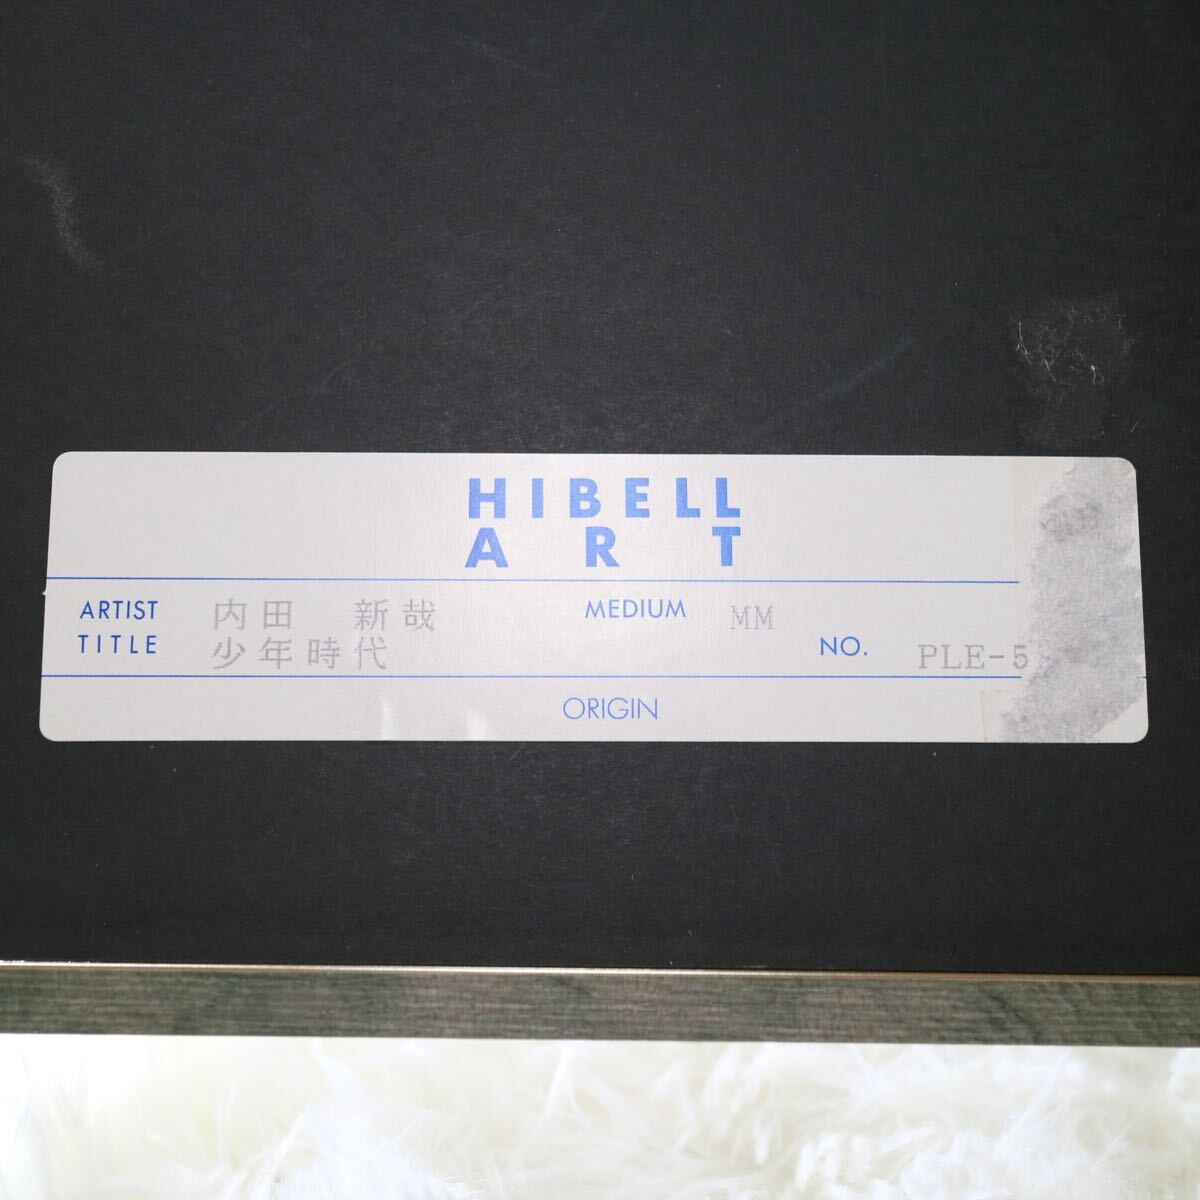 HIBELL
ART
ARTIST 内田 新哉 MEDIUM MM
TITLE 少年時代 NO. PLE-5
ORIGIN